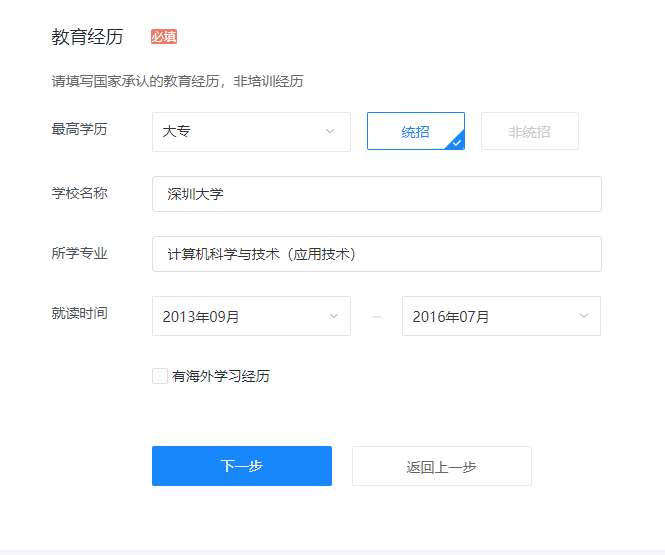 教育经历 必填
请填写国家承认的教育经历，非培训经历
最高学历 大专 统招 非统招
学校名称 深圳大学
所学专业 计算机科学与技术（应用技术）
就读时间 2013年09月 – 2016年07月
有海外学习经历
下一步 返回上一步